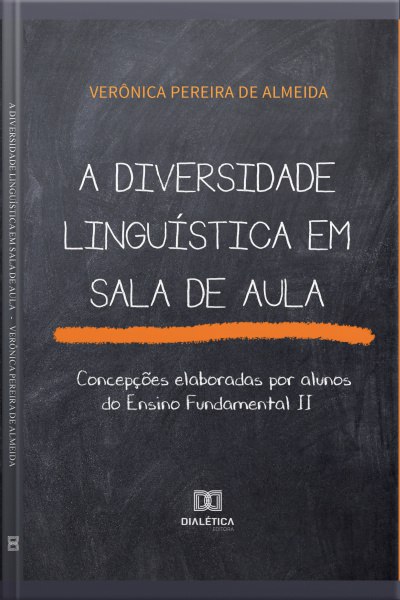 VERÔNICA PEREIRA DE ALMEIDA
A DIVERSIDADE
LINGUÍSTICA EM
SALA DE AULA
Concepções elaboradas por alunos
do Ensino Fundamental II
DIALÉTICA
EDITORA
A DIVERSIDADE LINGUÍSTICA EM SALA DE AULA - VERÔNICA PEREIRA DE ALMEIDA